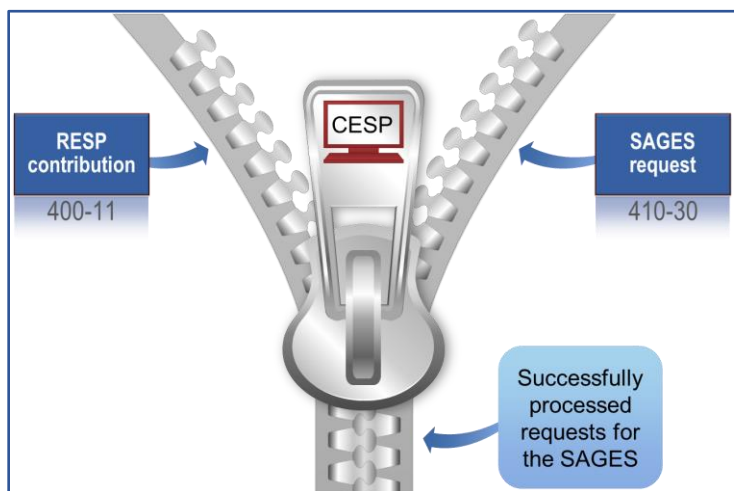 CESP
RESP
contribution
400-11
SAGES
request
410-30
Successfully
processed
requests for
the SAGES